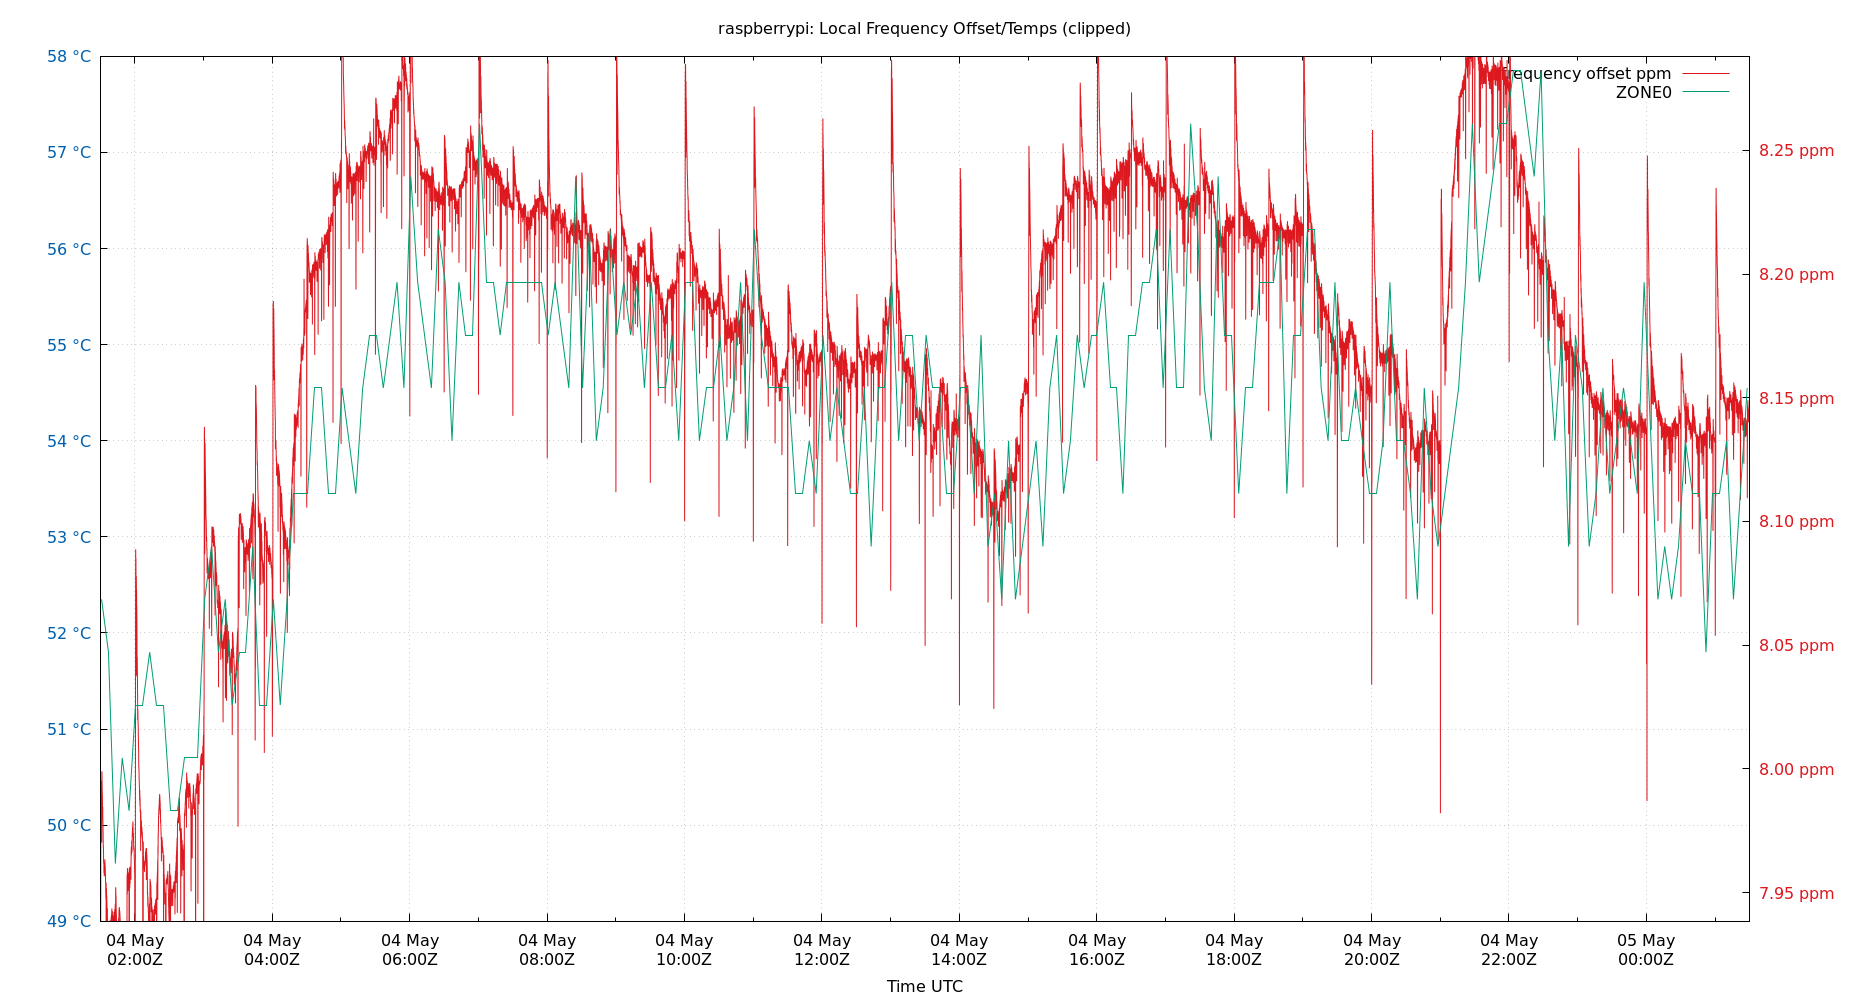 raspberrypi: Local Frequency Offset/Temps (clipped)
58 °C
57 °C
56 °C
55 °C
54 °C
53 °C
52 °C
51 °C
50 °C
49 °C
requency offset ppm
ZONE0
8.25 ppm
8.20 ppm
8.15 ppm
8.10 ppm
8.05 ppm
8.00 ppm
7.95 ppm
04 May 04 May 04 May 04 May 04 May 04 May 04 May 04 May 04 May 04 May 04 May 05 May
02:00Z 04:00Z 06:00Z 08:00Z 10:00Z 12:00Z 14:00Z 16:00Z 18:00Z 20:00Z 22:00Z 00:00Z
Time UTC